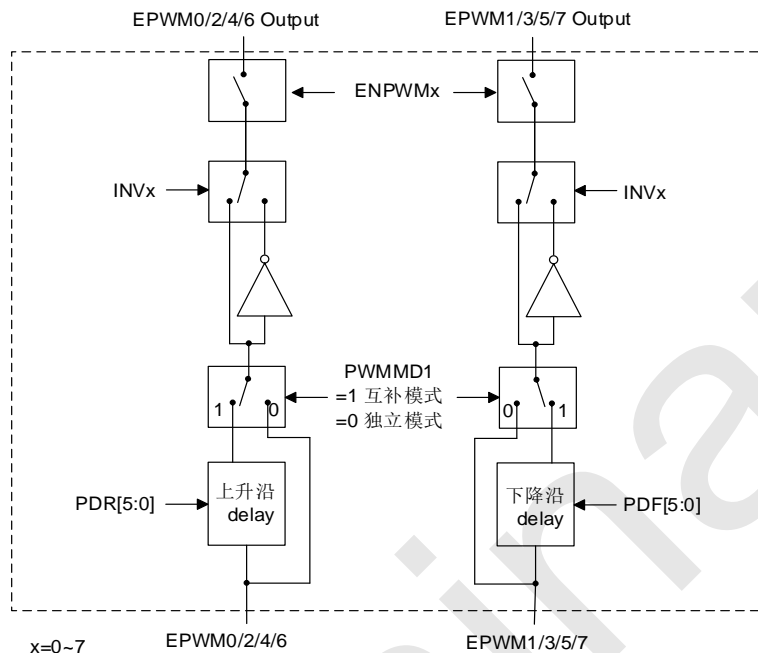 EPWM0/2/4/6 Output
EPWM1/3/5/7 Output
ENPWMx
INVx
INVx
PWMMD1
=1 互补模式
=0 独立模式
1
0
0
1
PDR[5:0]
上升沿
delay
下降沿
delay
PDF[5:0]
x=0~7
EPWM0/2/4/6
EPWM1/3/5/7